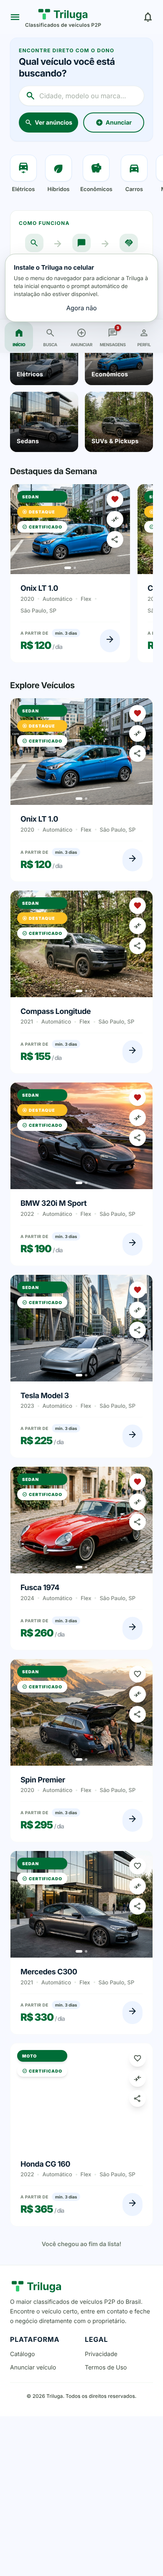 Triluga
Classificados de veículos P2P
ENCONTRE DIRETO COM O DONO
Qual veículo você está
buscando?
Cidade, modelo ou marca...
Ver anúncios
Anunciar
Elétricos
Híbridos
Econômicos
Carros
COMO FUNCIONA
Instale o Triluga no celular
Use o menu do navegador para adicionar o Triluga à
tela inicial enquanto o prompt automático de
instalação não estiver disponível.
Agora não
INÍCIO
BUSCA
ANUNCIAR
MENSAGENS
PERFIL
Elétricos
Econômicos
Sedans
SUVs & Pickups
Destaques da Semana
SEDAN
DESTAQUE
CERTIFICADO
Onix LT 1.0
2020 · Automático · Flex ·
São Paulo, SP
A PARTIR DE mín. 3 dias
R$ 120 / dia
Explore Veículos
SEDAN
DESTAQUE
CERTIFICADO
Onix LT 1.0
2020 · Automático · Flex · São Paulo, SP
A PARTIR DE mín. 3 dias
R$ 120 / dia
SEDAN
DESTAQUE
CERTIFICADO
Compass Longitude
2021 · Automático · Flex · São Paulo, SP
A PARTIR DE mín. 3 dias
R$ 155 / dia
SEDAN
DESTAQUE
CERTIFICADO
BMW 320i M Sport
2022 · Automático · Flex · São Paulo, SP
A PARTIR DE mín. 3 dias
R$ 190 / dia
SEDAN
CERTIFICADO
Tesla Model 3
2023 · Automático · Flex · São Paulo, SP
A PARTIR DE mín. 3 dias
R$ 225 / dia
SEDAN
CERTIFICADO
Fusca 1974
2024 · Automático · Flex · São Paulo, SP
A PARTIR DE mín. 3 dias
R$ 260 / dia
SEDAN
CERTIFICADO
Spin Premier
2020 · Automático · Flex · São Paulo, SP
A PARTIR DE mín. 3 dias
R$ 295 / dia
SEDAN
CERTIFICADO
Mercedes C300
2021 · Automático · Flex · São Paulo, SP
A PARTIR DE mín. 3 dias
R$ 330 / dia
MOTO
CERTIFICADO
Honda CG 160
2022 · Automático · Flex · São Paulo, SP
A PARTIR DE mín. 3 dias
R$ 365 / dia
Você chegou ao fim da lista!
Triluga
O maior classificados de veículos P2P do Brasil.
Encontre o veículo certo, entre em contato e feche
o negócio diretamente com o proprietário.
PLATAFORMA
LEGAL
Catálogo
Privacidade
Anunciar veículo
Termos de Uso
© 2026 Triluga. Todos os direitos reservados.